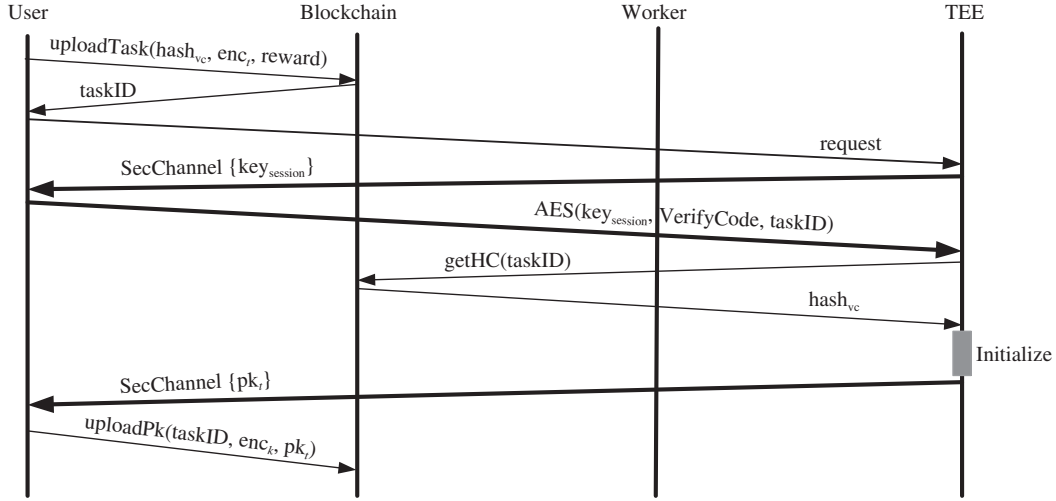 User Blockchain Worker TEE
uploadTask(hash_vc, enc_t, reward)
taskID
request
SecChannel {key_session}
AES(key_session, VerifyCode, taskID)
getHC(taskID)
hash_vc
Initialize
SecChannel {pk_t}
uploadPk(taskID, enc_k, pk_t)